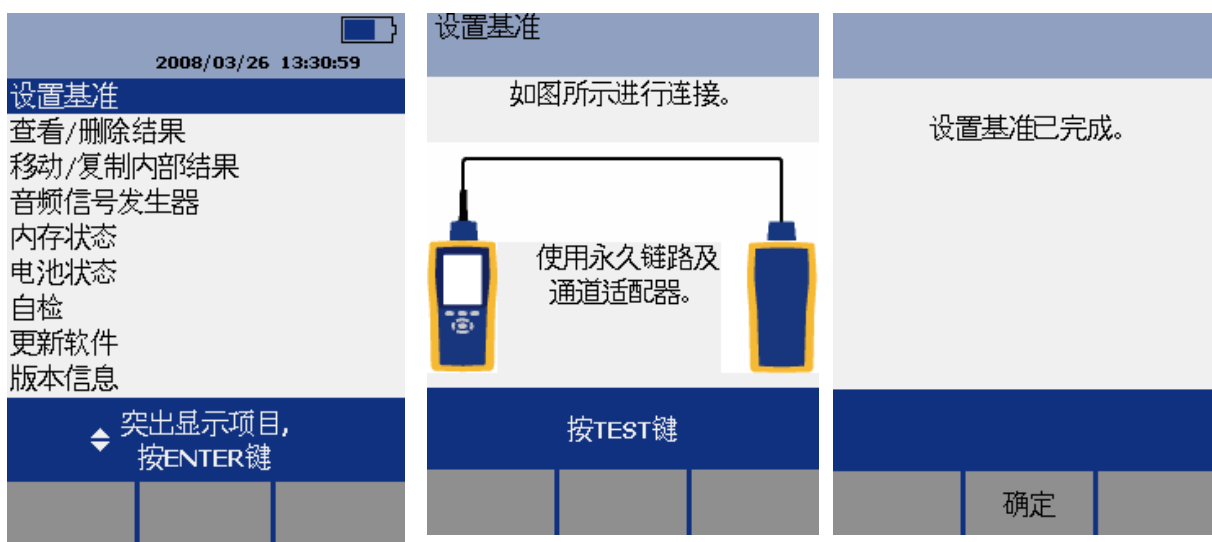 2008/03/26 13:30:59
设置基准
查看/删除结果
移动/复制内部结果
音频信号发生器
内存状态
电池状态
自检
更新软件
版本信息
突出显示项目,
按ENTER键
设置基准
如图所示进行连接。
使用永久链路及
通道适配器。
按TEST键
设置基准已完成。
确定